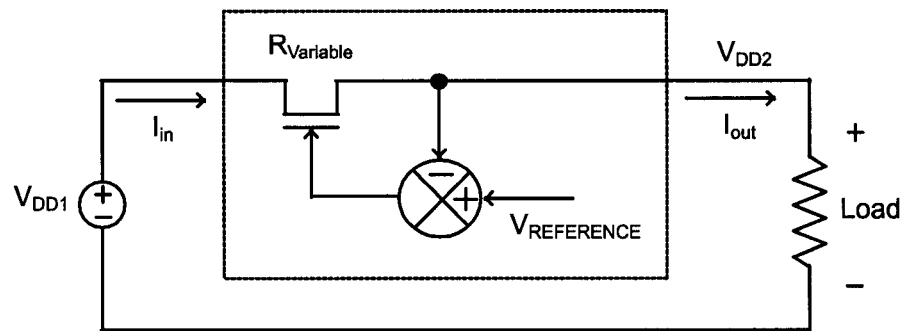 R_Variable
V_DD2
I_in
I_out
+
+
−
V_DD1
−
+
V_REFERENCE
Load
−